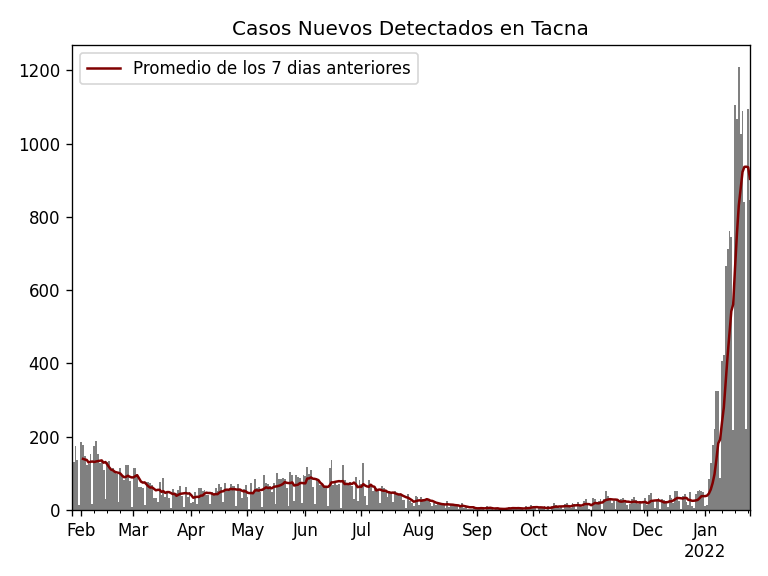 Casos Nuevos Detectados en Tacna
Promedio de los 7 dias anteriores
1200
1000
800
600
400
200
0
Feb Mar Apr May Jun Jul Aug Sep Oct Nov Dec Jan
2022